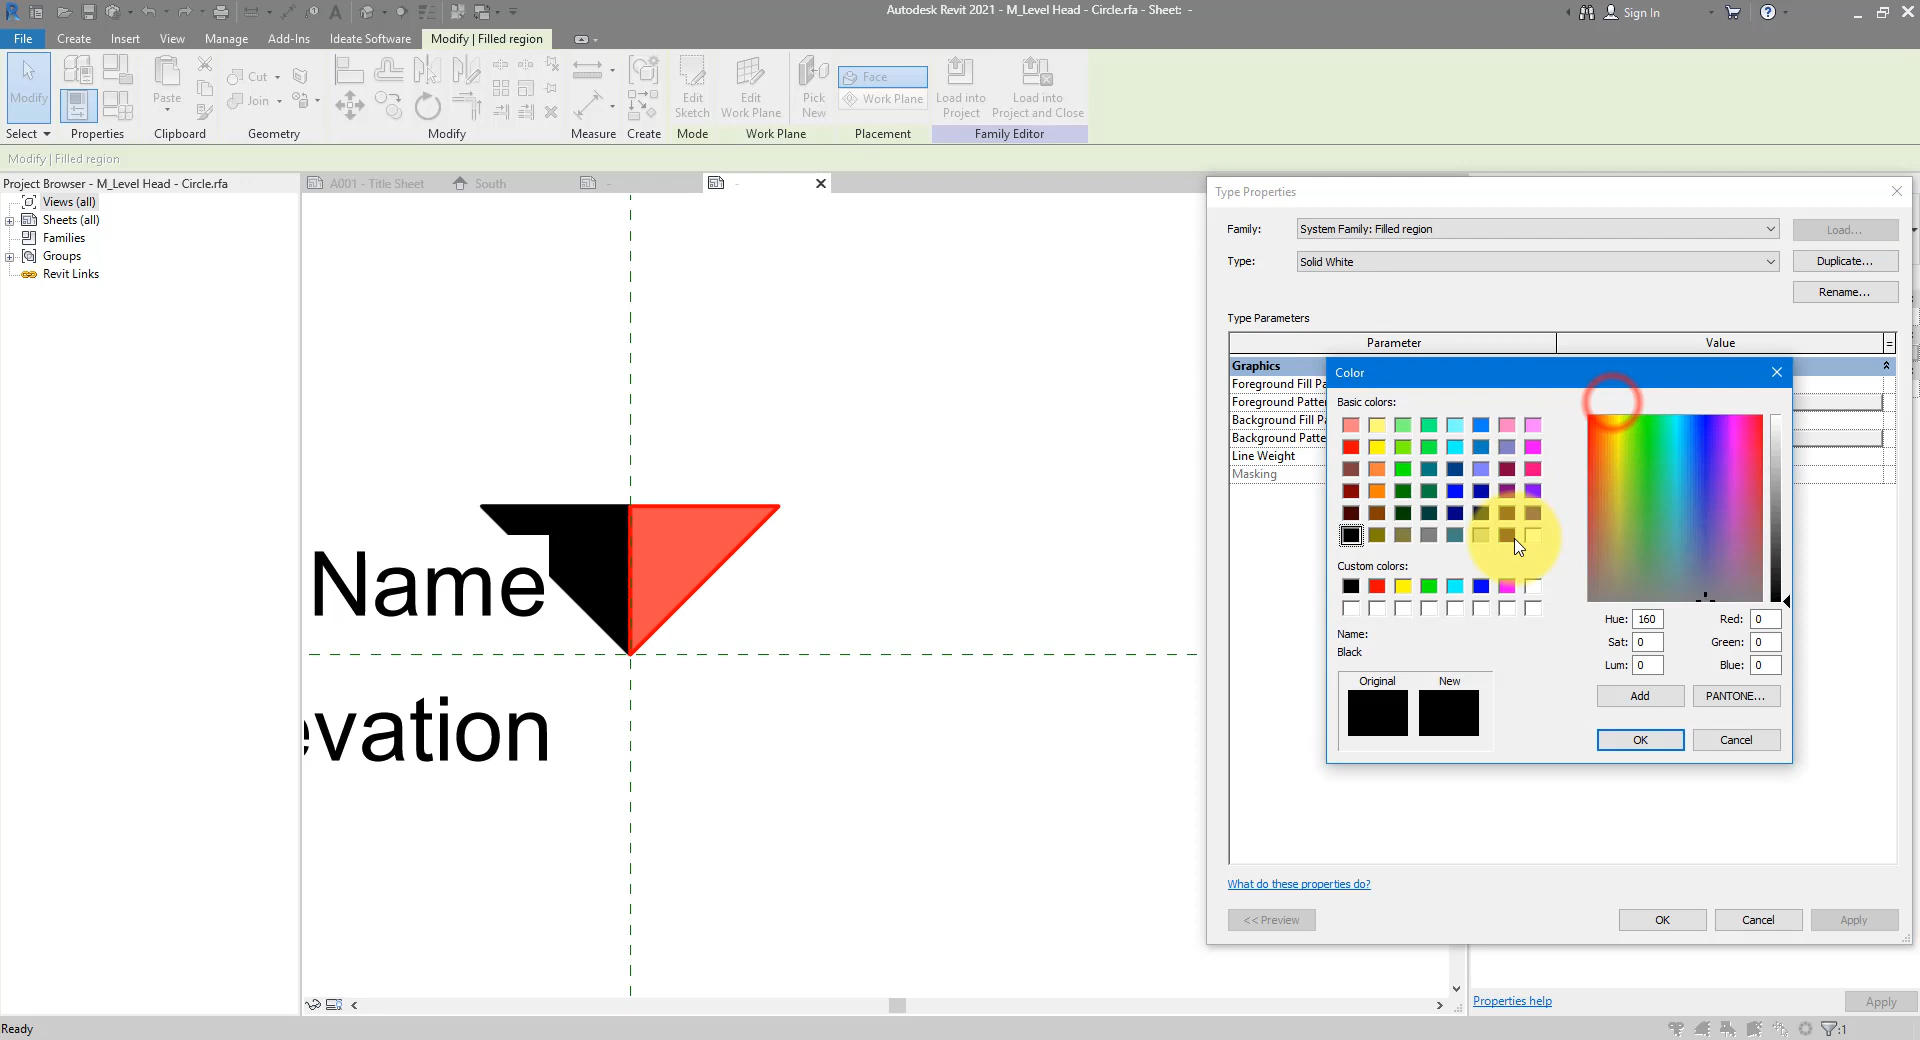 Autodesk Revit 2021 - M_Level Head - Circle.rfa - Sheet: -
Sign In
File Create Insert View Manage Add-Ins Ideate Software Modify | Filled region
Modify
Paste
Cut
Join
Edit Sketch
Edit Work Plane
Pick New
Face
Work Plane
Load into Project
Load into Project and Close
Select Properties Clipboard Geometry Modify Measure Create Mode Work Plane Placement Family Editor
Modify | Filled region
Project Browser - M_Level Head - Circle.rfa
A001 - Title Sheet
South
-
-
Views (all)
Sheets (all)
Families
Groups
Revit Links
Name
evation
Type Properties
Family: System Family: Filled region Load...
Type: Solid White Duplicate...
Rename...
Type Parameters
Parameter Value =
Graphics
Foreground Fill Pa
Foreground Patter
Background Fill P
Background Patte
Line Weight
Masking
Color
Basic colors:
Custom colors:
Name:
Black
Original New
Hue: 160 Red: 0
Sat: 0 Green: 0
Lum: 0 Blue: 0
Add PANTONE...
OK Cancel
What do these properties do?
<< Preview OK Cancel Apply
Properties help Apply
Ready
:1